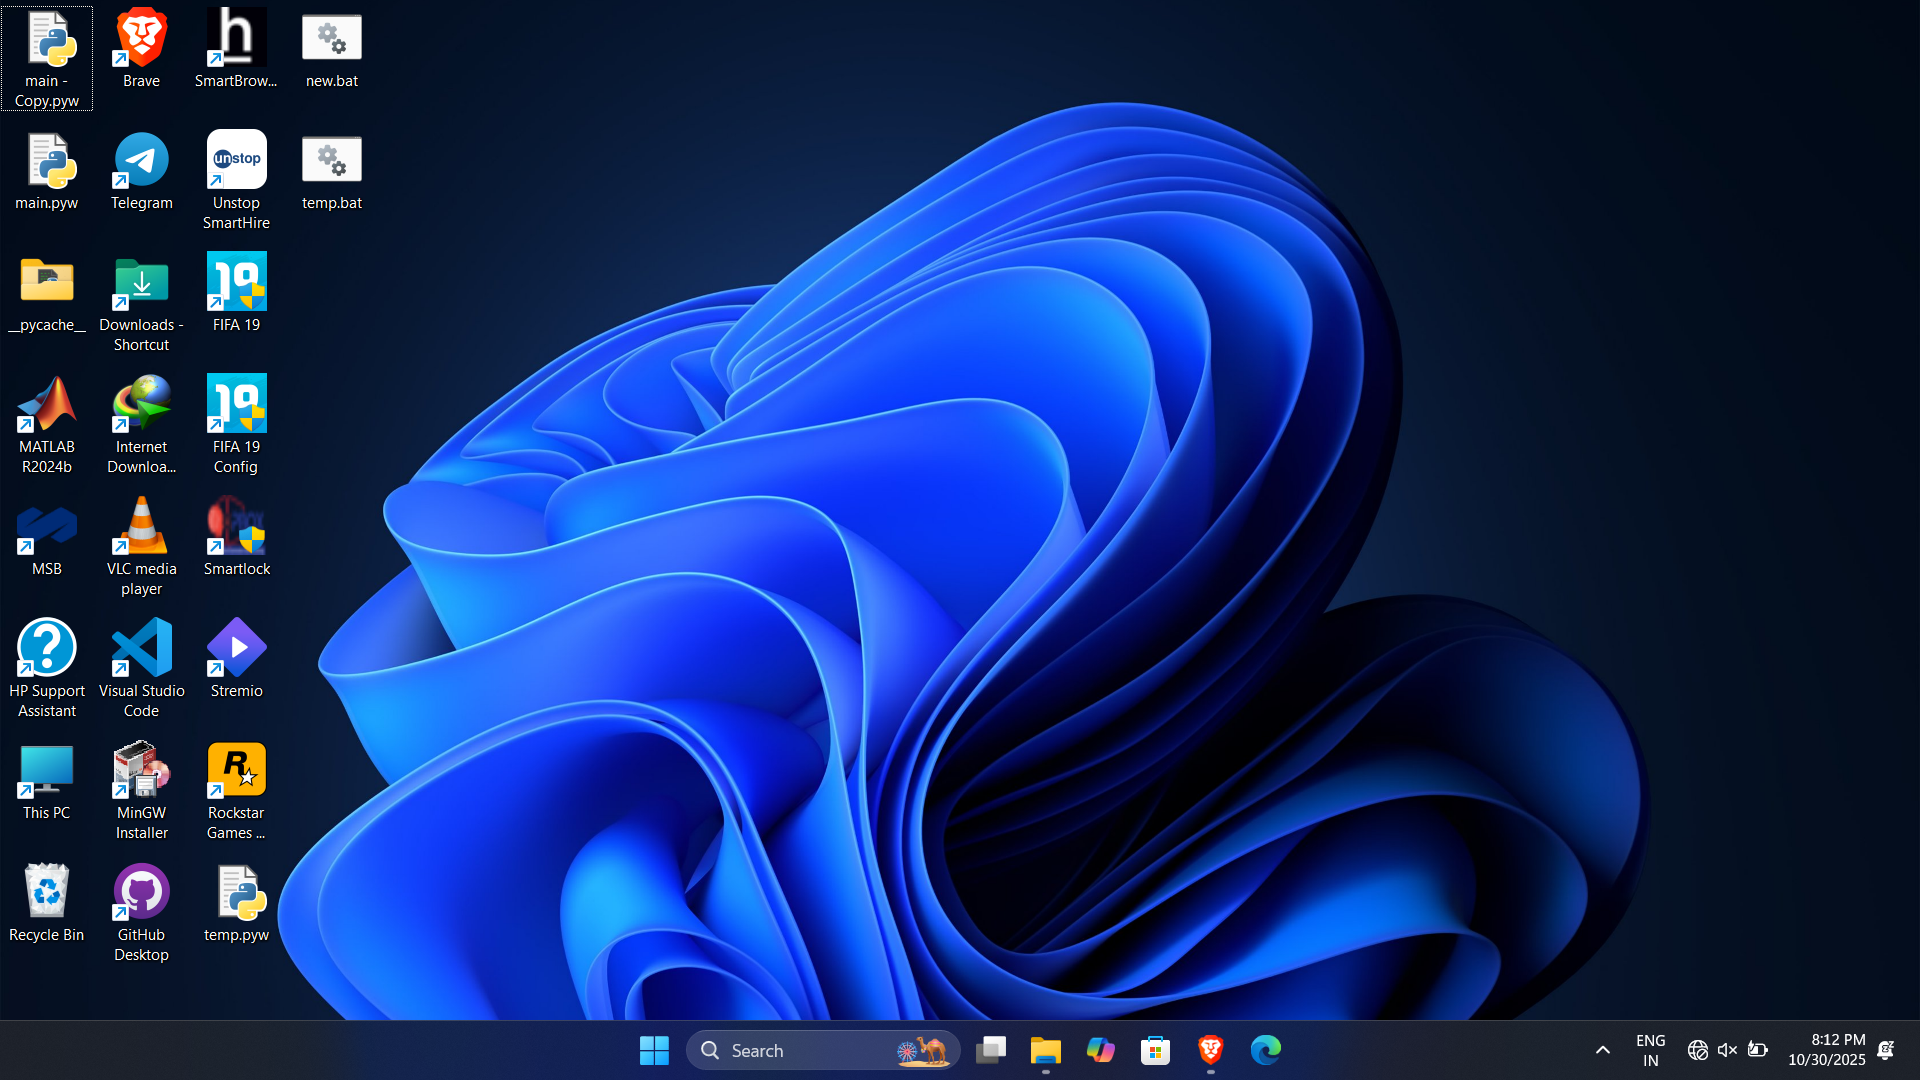 main -
Copy.pyw
Brave
h
SmartBrow...
new.bat
main.pyw
Telegram
unstop
Unstop
SmartHire
temp.bat
__pycache__
Downloads -
Shortcut
19
FIFA 19
MATLAB
R2024b
Internet
Downloa...
19
FIFA 19
Config
MSB
VLC media
player
Smartlock
HP Support
Assistant
Visual Studio
Code
Stremio
This PC
MinGW
Installer
R
Rockstar
Games ...
Recycle Bin
GitHub
Desktop
temp.pyw
Search
ENG
IN
8:12 PM
10/30/2025